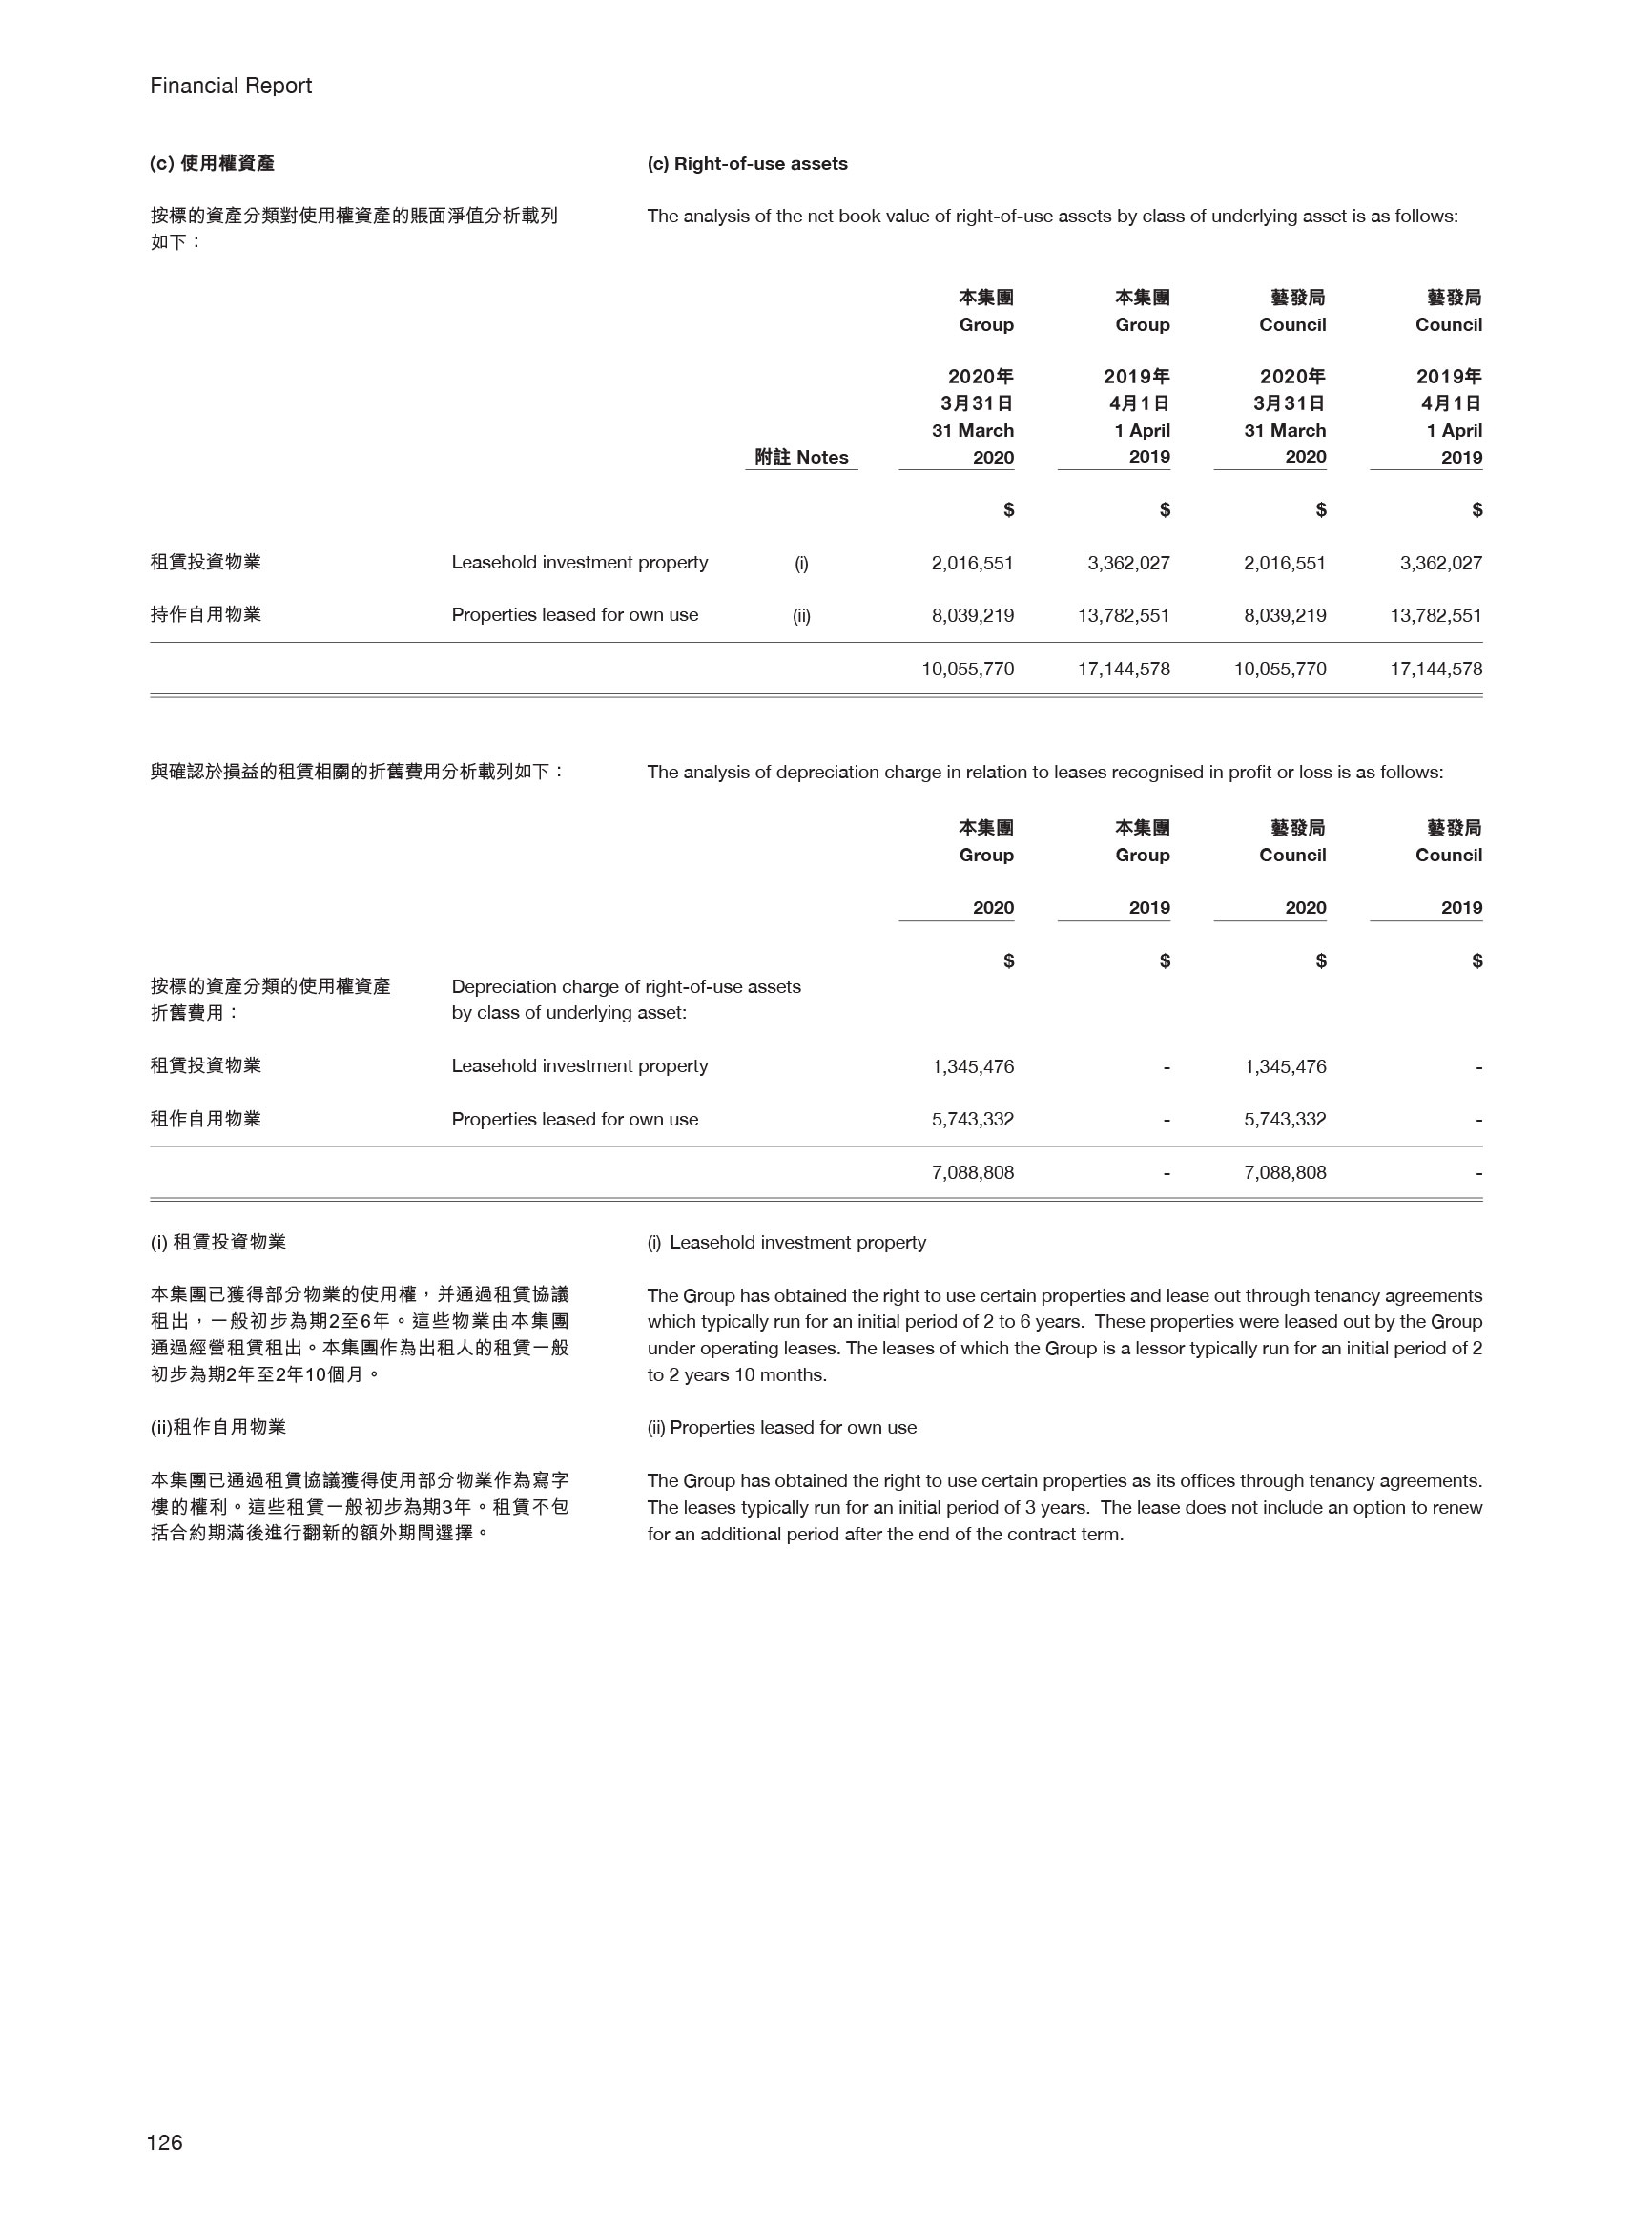 Financial Report
(c) 使用權資產
(c) Right-of-use assets
按標的資產分類對使用權資產的賬面淨值分析載列
如下：
The analysis of the net book value of right-of-use assets by class of underlying asset is as follows:
本集團 本集團 藝發局 藝發局
Group Group Council Council
2020年 2019年 2020年 2019年
3月31日 4月1日 3月31日 4月1日
31 March 1 April 31 March 1 April
附註 Notes 2020 2019 2020 2019
$ $ $ $
租賃投資物業 Leasehold investment property (i) 2,016,551 3,362,027 2,016,551 3,362,027
持作自用物業 Properties leased for own use (ii) 8,039,219 13,782,551 8,039,219 13,782,551
10,055,770 17,144,578 10,055,770 17,144,578
與確認於損益的租賃相關的折舊費用分析載列如下：
The analysis of depreciation charge in relation to leases recognised in profit or loss is as follows:
本集團 本集團 藝發局 藝發局
Group Group Council Council
2020 2019 2020 2019
$ $ $ $
按標的資產分類的使用權資產 Depreciation charge of right-of-use assets
折舊費用： by class of underlying asset:
租賃投資物業 Leasehold investment property 1,345,476 - 1,345,476 -
租作自用物業 Properties leased for own use 5,743,332 - 5,743,332 -
7,088,808 - 7,088,808 -
(i) 租賃投資物業
本集團已獲得部分物業的使用權，并通過租賃協議
租出，一般初步為期2至6年。這些物業由本集團
通過經營租賃租出。本集團作為出租人的租賃一般
初步為期2年至2年10個月。
(i) Leasehold investment property
The Group has obtained the right to use certain properties and lease out through tenancy agreements
which typically run for an initial period of 2 to 6 years. These properties were leased out by the Group
under operating leases. The leases of which the Group is a lessor typically run for an initial period of 2
to 2 years 10 months.
(ii)租作自用物業
本集團已通過租賃協議獲得使用部分物業作為寫字
樓的權利。這些租賃一般初步為期3年。租賃不包
括合約期滿後進行翻新的額外期間選擇。
(ii) Properties leased for own use
The Group has obtained the right to use certain properties as its offices through tenancy agreements.
The leases typically run for an initial period of 3 years. The lease does not include an option to renew
for an additional period after the end of the contract term.
126